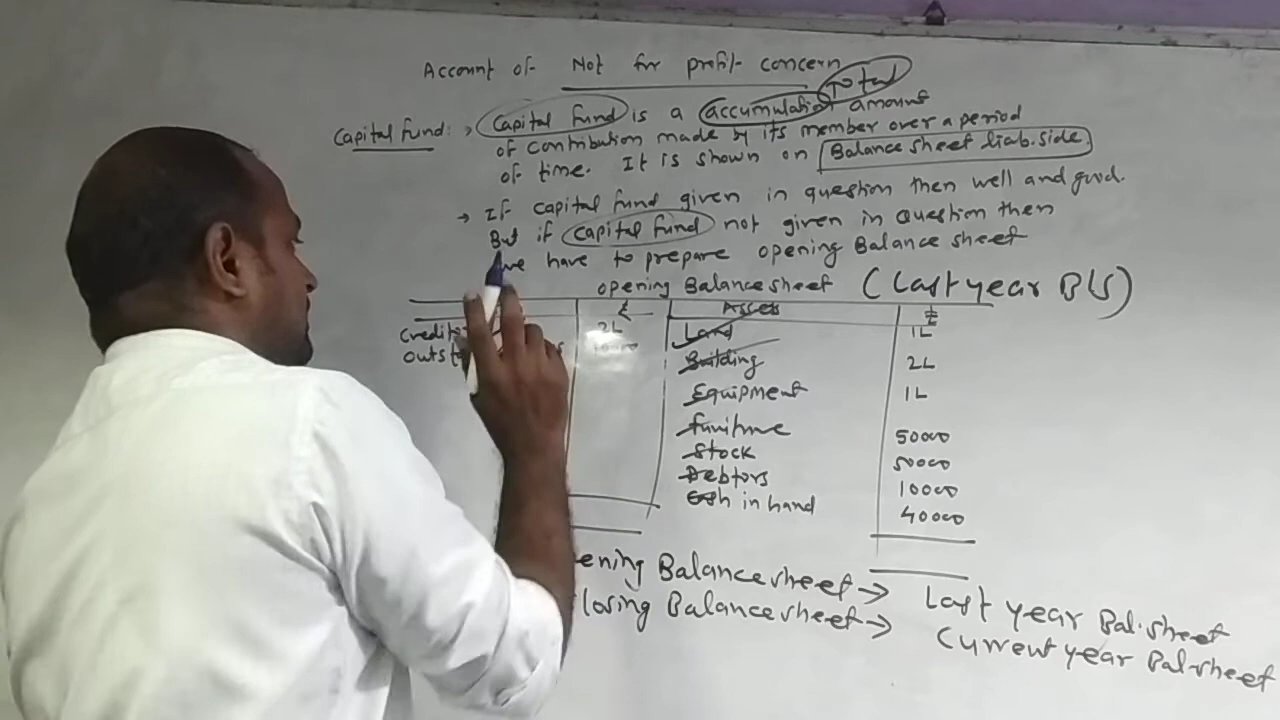 Account of Not for profit concern
Total
Capital fund: → Capital fund is a accumulation amount
of contribution made by its member over a period
of time. It is shown on Balance sheet liab. side.
→ If capital fund given in question then well and good.
But if capital fund not given in question then
we have to prepare opening Balance sheet
opening Balance sheet (Last year B/S)
₹ Assets ₹
2L Land 1L
Building 2L
Equipment 1L
Funiture 50000
Stock 50000
Debtors 10000
Cash in hand 40000
ening Balance sheet → Last year Bal. sheet
losing Balance sheet → Current year Bal-sheet